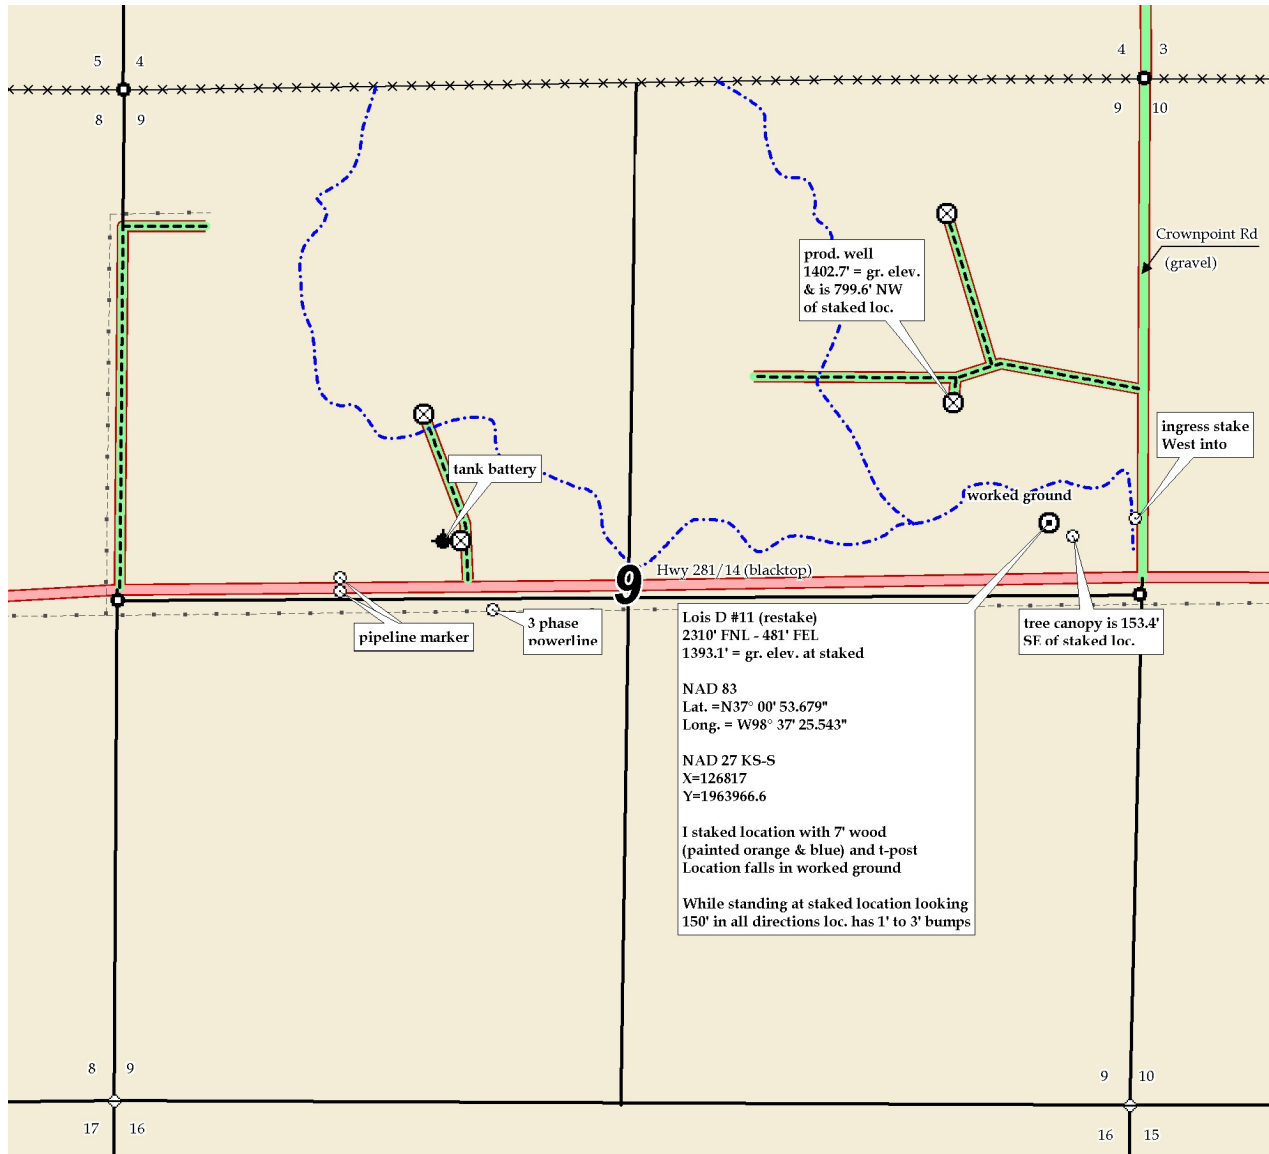 5 4
4 3
8 9
9 10
Crownpoint Rd
(gravel)
prod. well
1402.7' = gr. elev.
& is 799.6' NW
of staked loc.
ingress stake
West into
tank battery
worked ground
9
Hwy 281/14 (blacktop)
pipeline marker
3 phase
powerline
tree canopy is 153.4'
SE of staked loc.
Lois D #11 (restake)
2310' FNL - 481' FEL
1393.1' = gr. elev. at staked
NAD 83
Lat. =N37° 00' 53.679"
Long. = W98° 37' 25.543"
NAD 27 KS-S
X=126817
Y=1963966.6
I staked location with 7' wood
(painted orange & blue) and t-post
Location falls in worked ground
While standing at staked location looking
150' in all directions loc. has 1' to 3' bumps
8 9
9 10
17 16
16 15